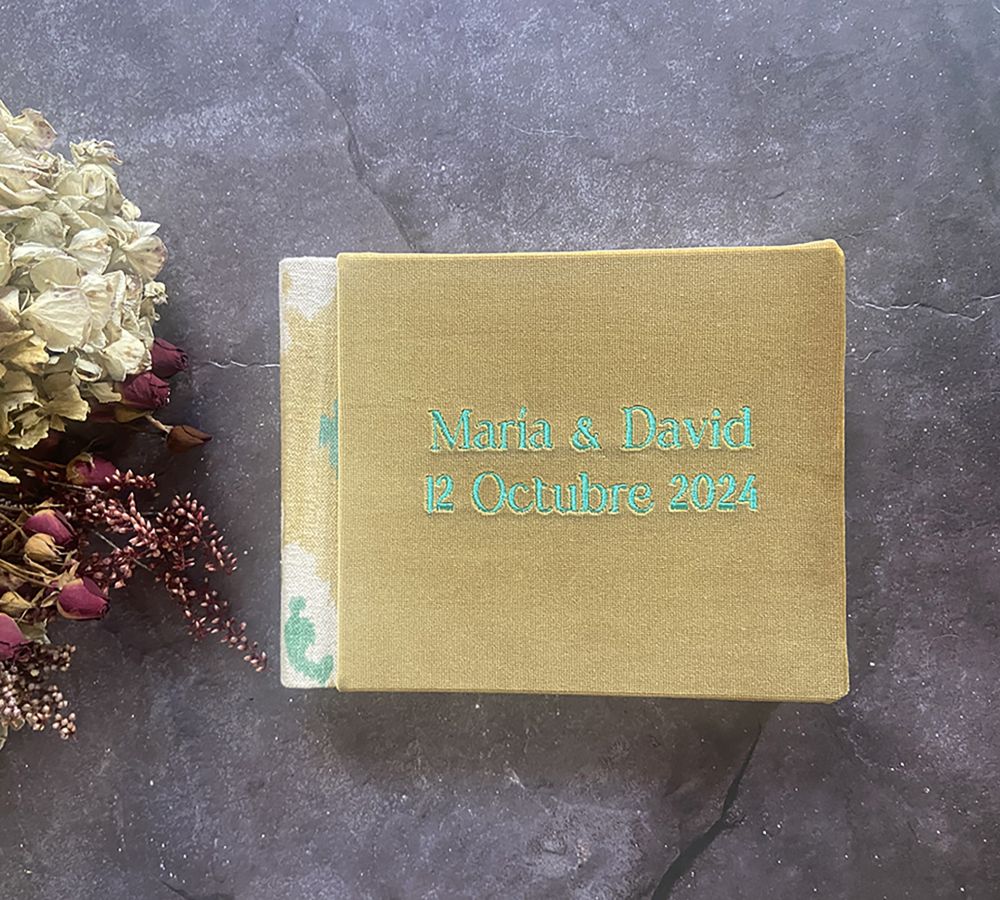 María & David
12 Octubre 2024